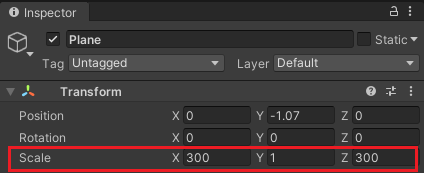 Inspector
Plane Static
Tag Untagged Layer Default
Transform
Position X 0 Y -1.07 Z 0
Rotation X 0 Y 0 Z 0
Scale X 300 Y 1 Z 300